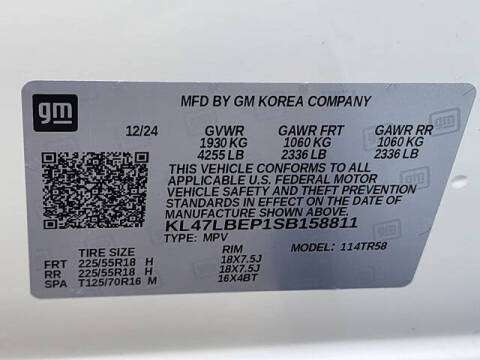 gm
MFD BY GM KOREA COMPANY
12/24 GVWR GAWR FRT GAWR RR
1930 KG 1060 KG 1060 KG
4255 LB 2336 LB 2336 LB
THIS VEHICLE CONFORMS TO ALL
APPLICABLE U.S. FEDERAL MOTOR
VEHICLE SAFETY AND THEFT PREVENTION
STANDARDS IN EFFECT ON THE DATE OF
MANUFACTURE SHOWN ABOVE.
KL47LBEP1SB158811
TYPE: MPV MODEL: 114TR58
TIRE SIZE RIM
FRT 225/55R18 H 18X7.5J
RR 225/55R18 H 18X7.5J
SPA T125/70R16 M 16X4BT